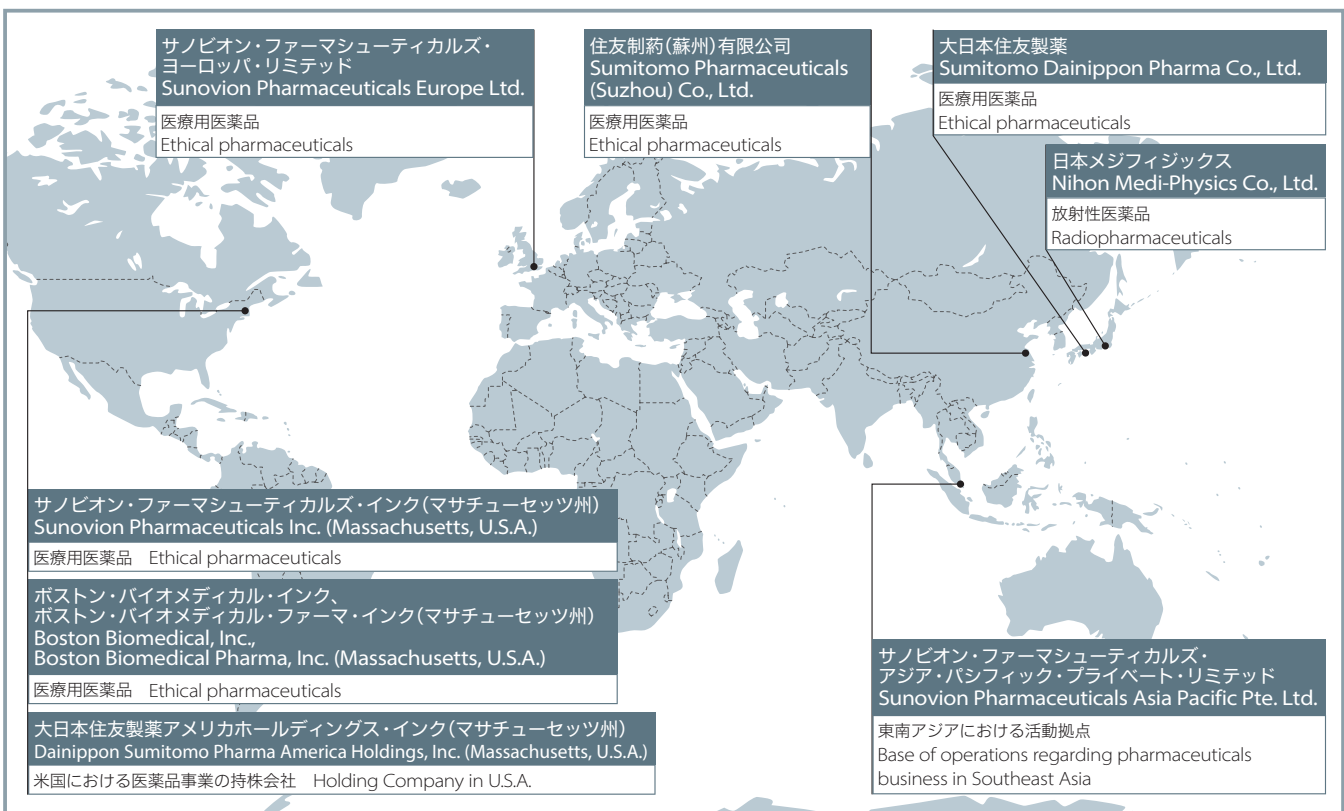 サノビオン・ファーマシューティカルズ・
ヨーロッパ・リミテッド
Sunovion Pharmaceuticals Europe Ltd.
医療用医薬品
Ethical pharmaceuticals
住友制葯(蘇州)有限公司
Sumitomo Pharmaceuticals
(Suzhou) Co., Ltd.
医療用医薬品
Ethical pharmaceuticals
大日本住友製薬
Sumitomo Dainippon Pharma Co., Ltd.
医療用医薬品
Ethical pharmaceuticals
日本メジフィジックス
Nihon Medi-Physics Co., Ltd.
放射性医薬品
Radiopharmaceuticals
サノビオン・ファーマシューティカルズ・インク(マサチューセッツ州)
Sunovion Pharmaceuticals Inc. (Massachusetts, U.S.A.)
医療用医薬品 Ethical pharmaceuticals
ボストン・バイオメディカル・インク、
ボストン・バイオメディカル・ファーマ・インク(マサチューセッツ州)
Boston Biomedical, Inc.,
Boston Biomedical Pharma, Inc. (Massachusetts, U.S.A.)
医療用医薬品 Ethical pharmaceuticals
大日本住友製薬アメリカホールディングス・インク(マサチューセッツ州)
Dainippon Sumitomo Pharma America Holdings, Inc. (Massachusetts, U.S.A.)
米国における医薬品事業の持株会社 Holding Company in U.S.A.
サノビオン・ファーマシューティカルズ・
アジア・パシフィック・プライベート・リミテッド
Sunovion Pharmaceuticals Asia Pacific Pte. Ltd.
東南アジアにおける活動拠点
Base of operations regarding pharmaceuticals
business in Southeast Asia